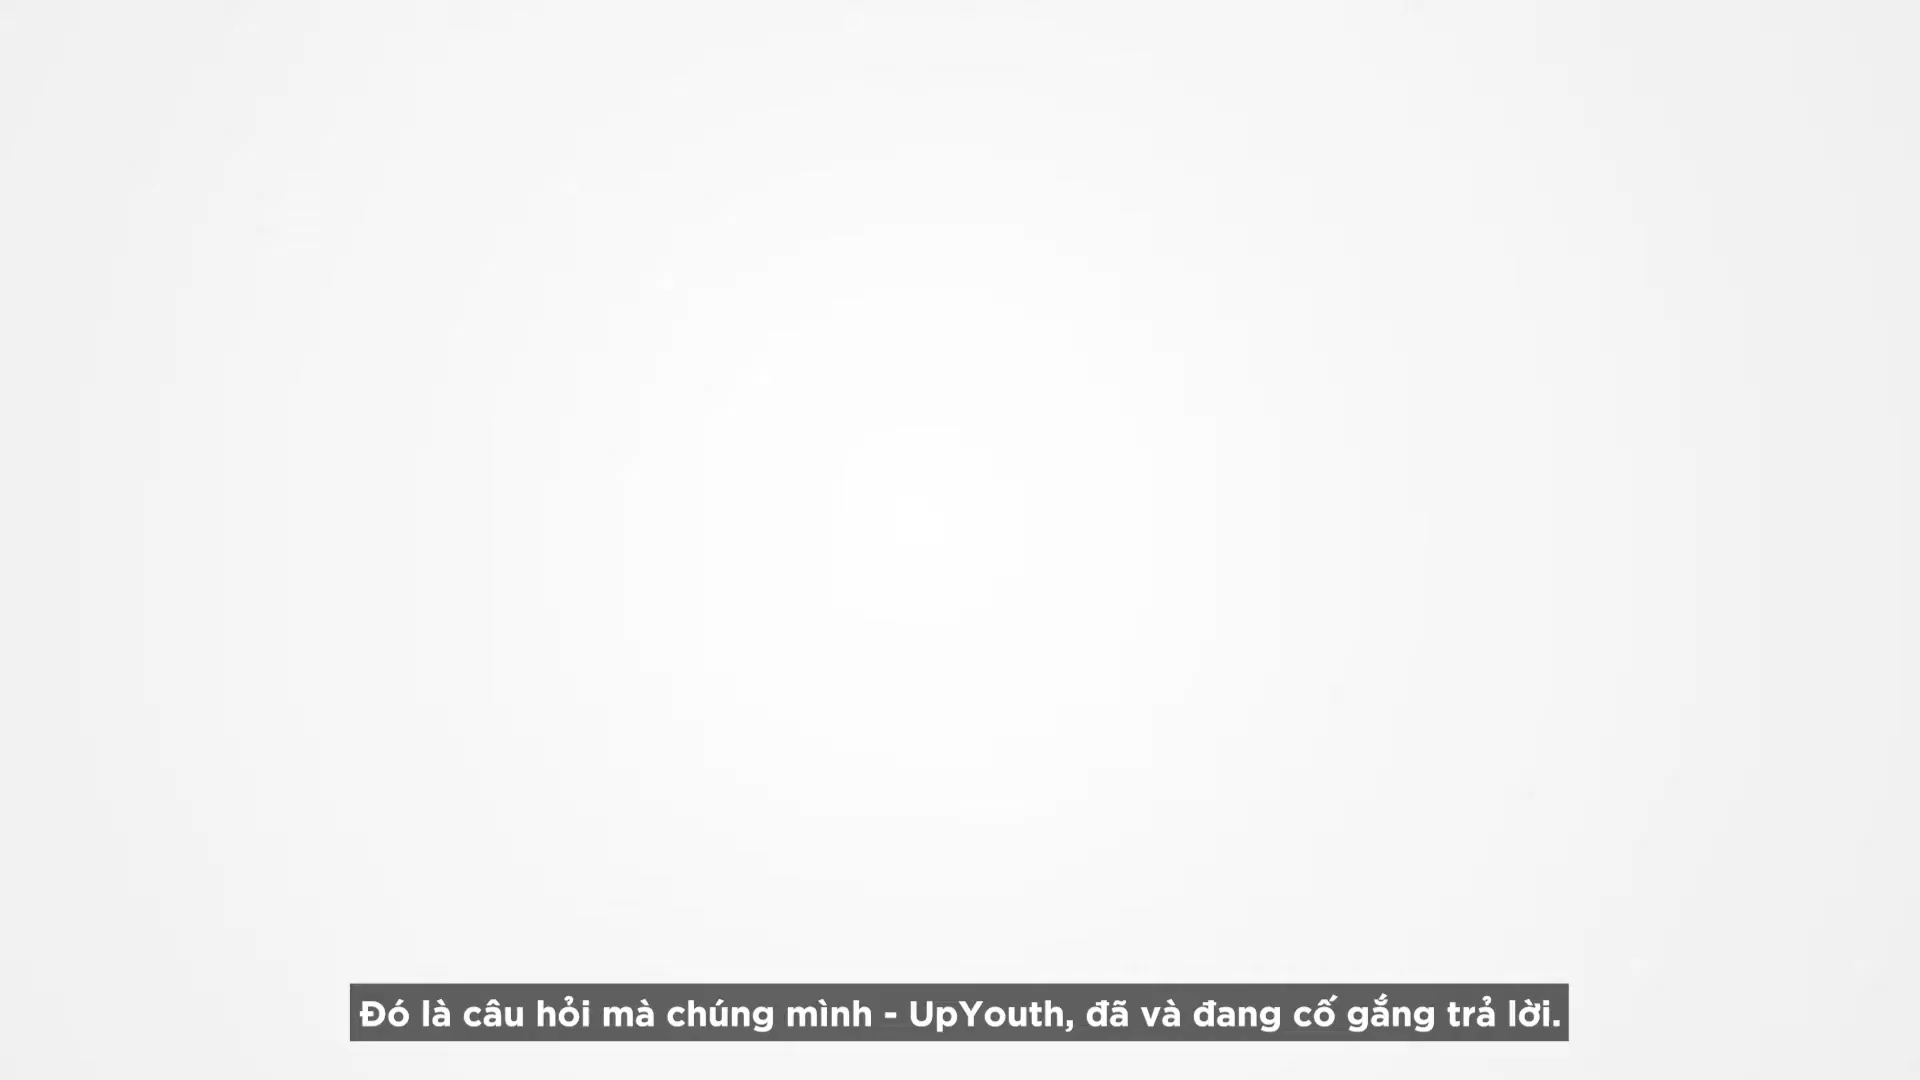 Đó là câu hỏi mà chúng mình - UpYouth, đã và đang cố gắng trả lời.